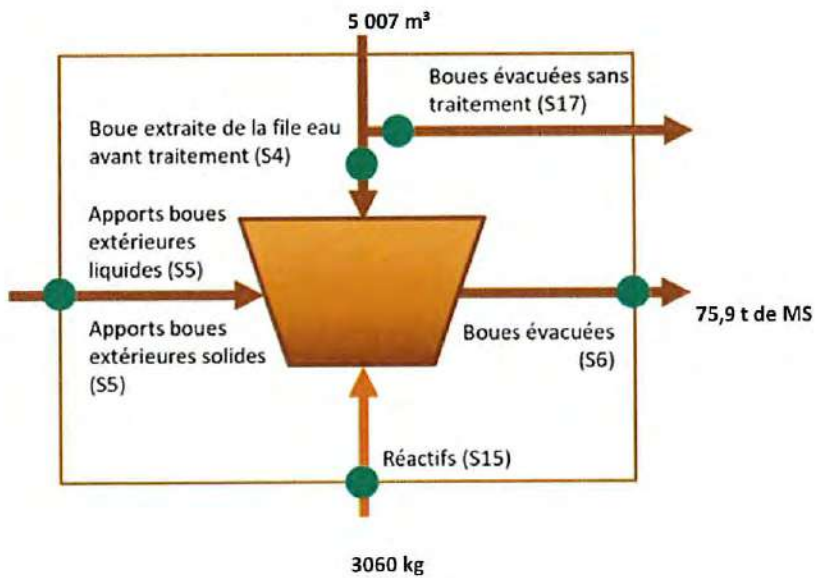 5 007 m³
Boues évacuées sans
traitement (S17)
Boue extraite de la file eau
avant traitement (S4)
Apports boues
extérieures
liquides (S5)
Apports boues
extérieures solides
(S5)
Boues évacuées
(S6)
75,9 t de MS
Réactifs (S15)
3060 kg